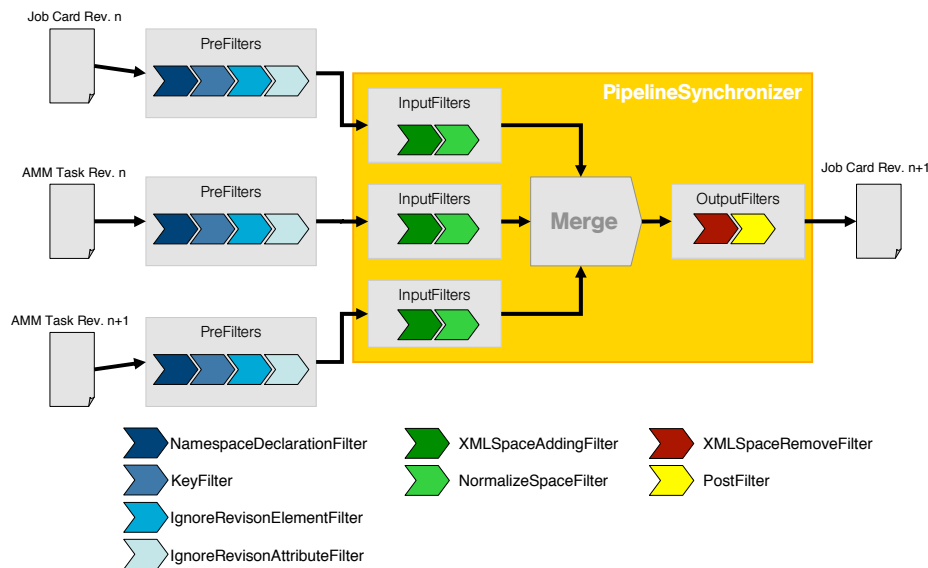 Job Card Rev. n
PreFilters
PipelineSynchronizer
InputFilters
AMM Task Rev. n
PreFilters
InputFilters
Merge
OutputFilters
Job Card Rev. n+1
AMM Task Rev. n+1
PreFilters
InputFilters
NamespaceDeclarationFilter
XMLSpaceAddingFilter
XMLSpaceRemoveFilter
KeyFilter
NormalizeSpaceFilter
PostFilter
IgnoreRevisonElementFilter
IgnoreRevisonAttributeFilter